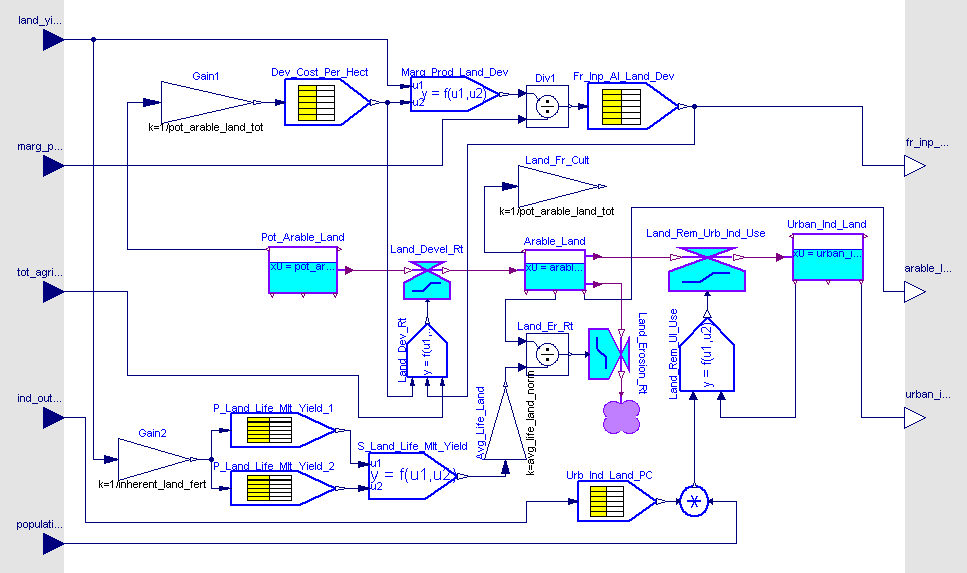 land_yi...
Gain1
Dev_Cost_Per_Hect
Marg_Prod_Land_Dev
Div1
Fr_Inp_Al_Land_Dev
u1
u2
y = f(u1,u2)
k=1/pot_arable_land_tot
marg_p...
fr_inp_...
Land_Fr_Cult
k=1/pot_arable_land_tot
Pot_Arable_Land
Land_Devel_Rt
Arable_Land
Land_Rem_Urb_Ind_Use
Urban_Ind_Land
xU = pot_ar...
xU = arabl...
xU = urban_i...
tot_agri...
arable_l...
Land_Dev_Rt
y = f(u1,...
Land_Er_Rt
Land_Erosion_Rt
Land_Rem_UI_Use
y = f(u1,u2)
ind_out...
urban_i...
P_Land_Life_Mlt_Yield_1
Gain2
k=1/inherent_land_fert
P_Land_Life_Mlt_Yield_2
S_Land_Life_Mlt_Yield
u1
u2
y = f(u1,u2)
Avg_Life_Land
k=avg_life_land_norm
Urb_Ind_Land_PC
*
populati...